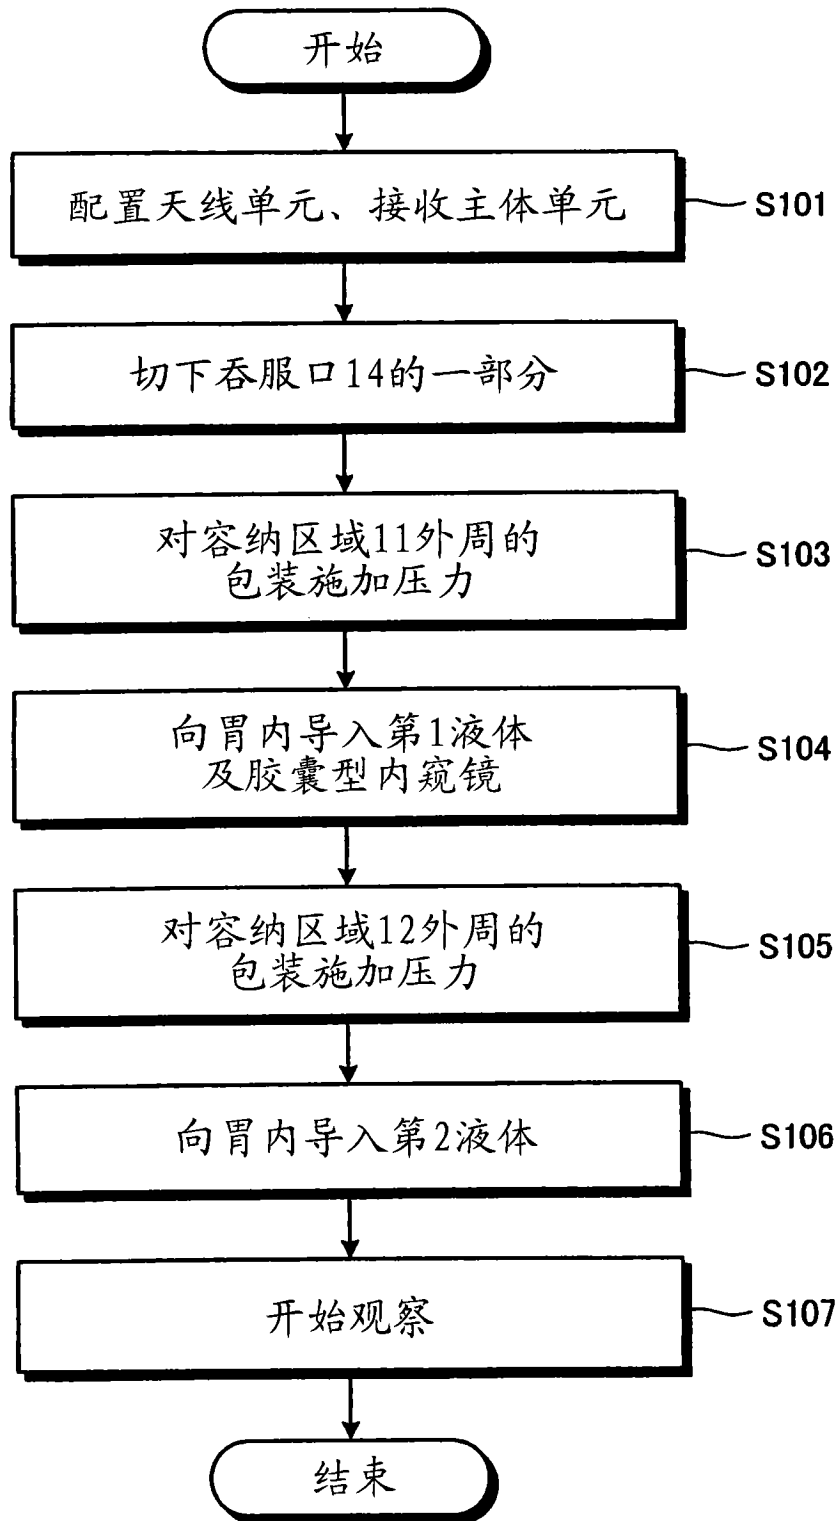 开始
配置天线单元、接收主体单元
S101
切下吞服口14的一部分
S102
对容纳区域11外周的
包装施加压力
S103
向胃内导入第1液体
及胶囊型内窥镜
S104
对容纳区域12外周的
包装施加压力
S105
向胃内导入第2液体
S106
开始观察
S107
结束